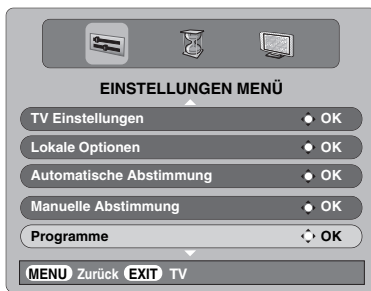 EINSTELLUNGEN MENÜ
TV Einstellungen OK
Lokale Optionen OK
Automatische Abstimmung OK
Manuelle Abstimmung OK
Programme OK
MENU Zurück EXIT TV